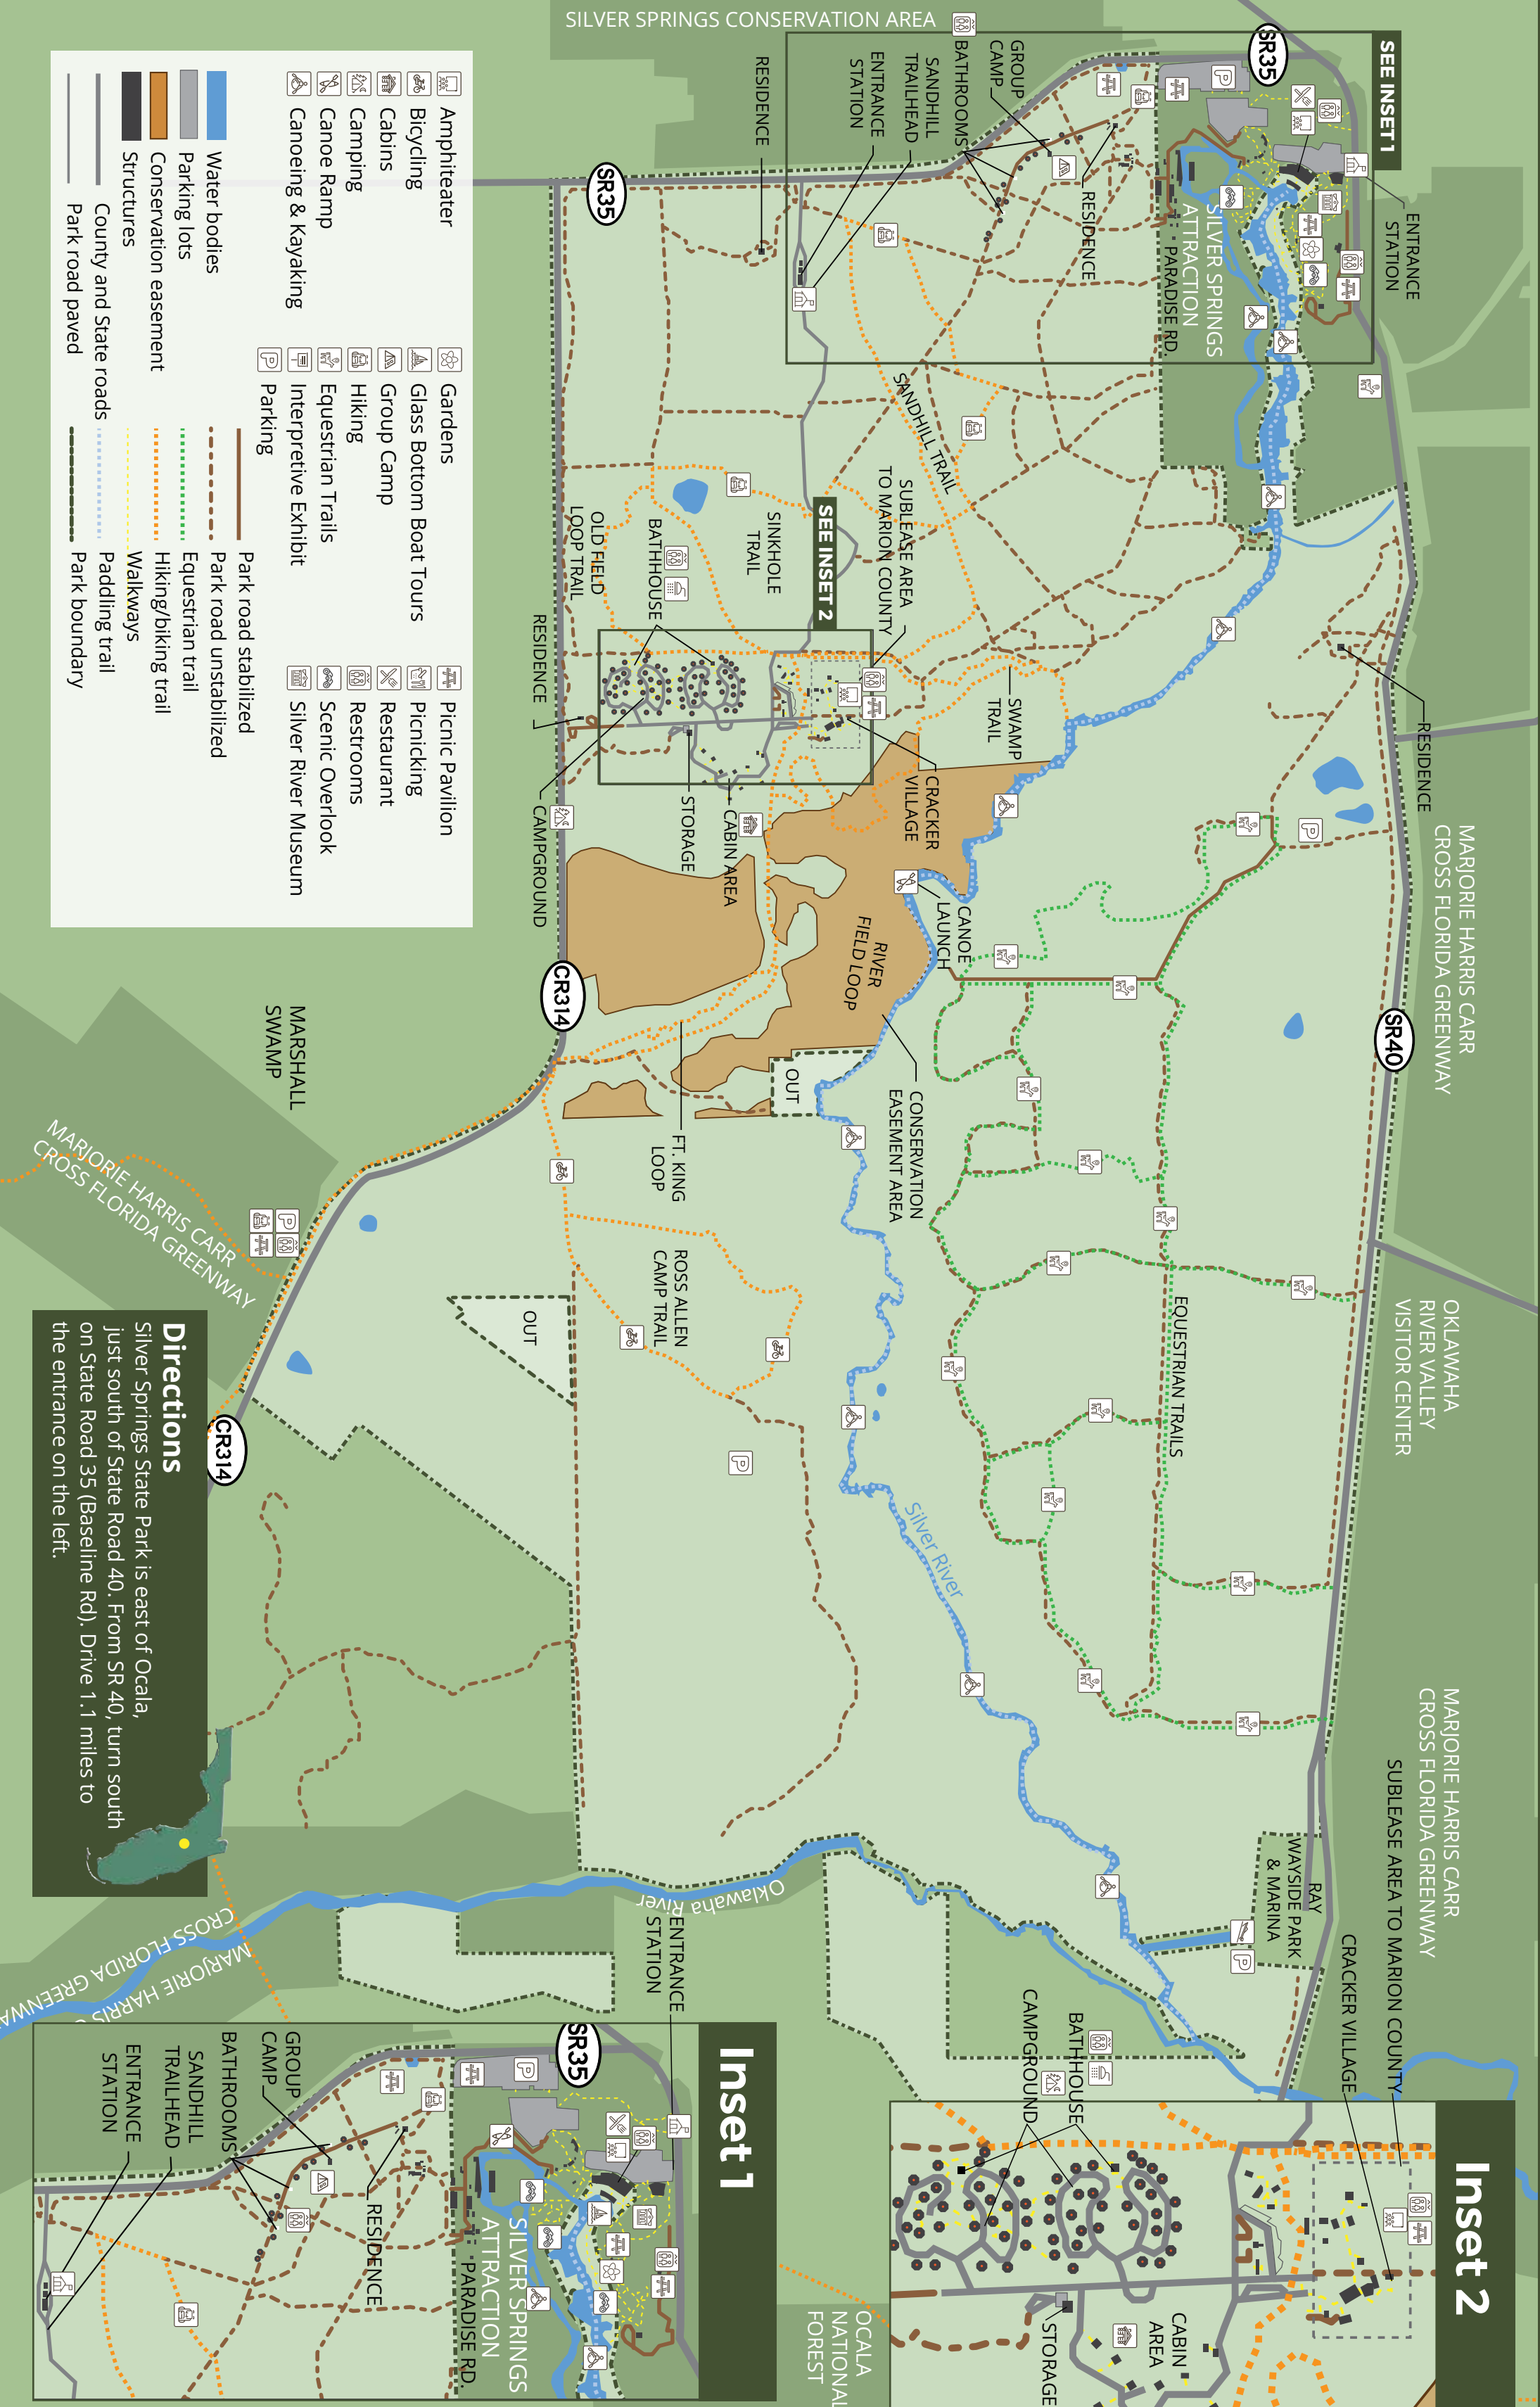 SILVER SPRINGS CONSERVATION AREA
SEE INSET 1
SR35
ENTRANCE
STATION
GROUP
CAMP
BATHROOMS
SANDHILL
TRAILHEAD
ENTRANCE
STATION
RESIDENCE
RESIDENCE
SILVER SPRINGS
ATTRACTION
PARADISE RD.
SR35
SANDHILL TRAIL
SUBLEASE AREA
TO MARION COUNTY
SEE INSET 2
SINKHOLE
TRAIL
BATHHOUSE
OLD FIELD
LOOP TRAIL
RESIDENCE
SWAMP
TRAIL
CRACKER
VILLAGE
CABIN AREA
STORAGE
CAMPGROUND
CANOE
LAUNCH
RIVER
FIELD LOOP
RESIDENCE
MARJORIE HARRIS CARR
CROSS FLORIDA GREENWAY
SR40
CR314
CONSERVATION
EASEMENT AREA
OUT
FT. KING
LOOP
MARSHALL
SWAMP
MARJORIE HARRIS CARR
CROSS FLORIDA GREENWAY
ROSS ALLEN
CAMP TRAIL
OUT
EQUESTRIAN TRAILS
OKLAWAHA
RIVER VALLEY
VISITOR CENTER
CR314
Silver River
MARJORIE HARRIS CARR
CROSS FLORIDA GREENWAY
SUBLEASE AREA TO MARION COUNTY
CRACKER VILLAGE
RAY
WAYSIDE PARK
& MARINA
Oklawaha River
CROSS FLORIDA GREENWAY
MARJORIE HARRIS
OCALA
NATIONAL
FOREST
Amphiteater
Bicycling
Cabins
Camping
Canoe Ramp
Canoeing & Kayaking
Gardens
Glass Bottom Boat Tours
Group Camp
Hiking
Equestrian Trails
Interpretive Exhibit
P Parking
Picnic Pavilion
Picnicking
Restaurant
Restrooms
Scenic Overlook
Silver River Museum
Water bodies
Parking lots
Conservation easement
Structures
County and State roads
Park road paved
Park road stabilized
Park road unstabilized
Equestrian trail
Hiking/biking trail
Walkways
Paddling trail
Park boundary
Directions
Silver Springs State Park is east of Ocala,
just south of State Road 40. From SR 40, turn south
on State Road 35 (Baseline Rd). Drive 1.1 miles to
the entrance on the left.
Inset 1
ENTRANCE
STATION
SR35
GROUP
CAMP
BATHROOMS
SANDHILL
TRAILHEAD
ENTRANCE
STATION
RESIDENCE
SILVER SPRINGS
ATTRACTION
PARADISE RD.
Inset 2
BATHHOUSE
CAMPGROUND
CABIN
AREA
STORAGE